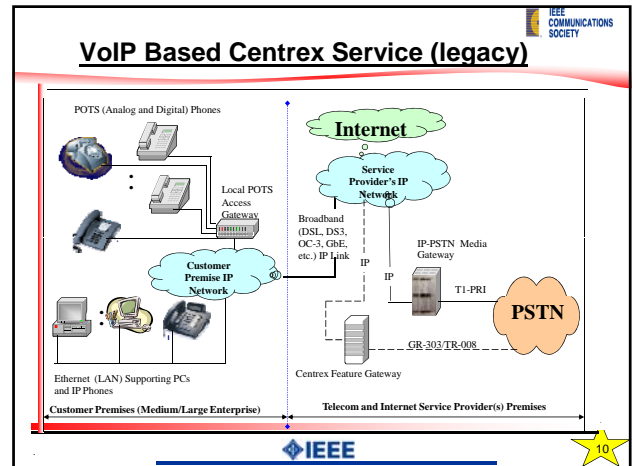 IEEE
COMMUNICATIONS
SOCIETY
VoIP Based Centrex Service (legacy)
POTS (Analog and Digital) Phones
Internet
Service
Provider's IP
Network
Local POTS
Access
Gateway
Broadband
(DSL, DS3,
OC-3, GbE,
etc.) IP Link
IP-PSTN Media
Gateway
Customer
Premise IP
Network
IP
IP
T1-PRI
PSTN
GR-303/TR-008
Centrex Feature Gateway
Ethernet (LAN) Supporting PCs
and IP Phones
Customer Premises (Medium/Large Enterprise)
Telecom and Internet Service Provider(s) Premises
IEEE
10